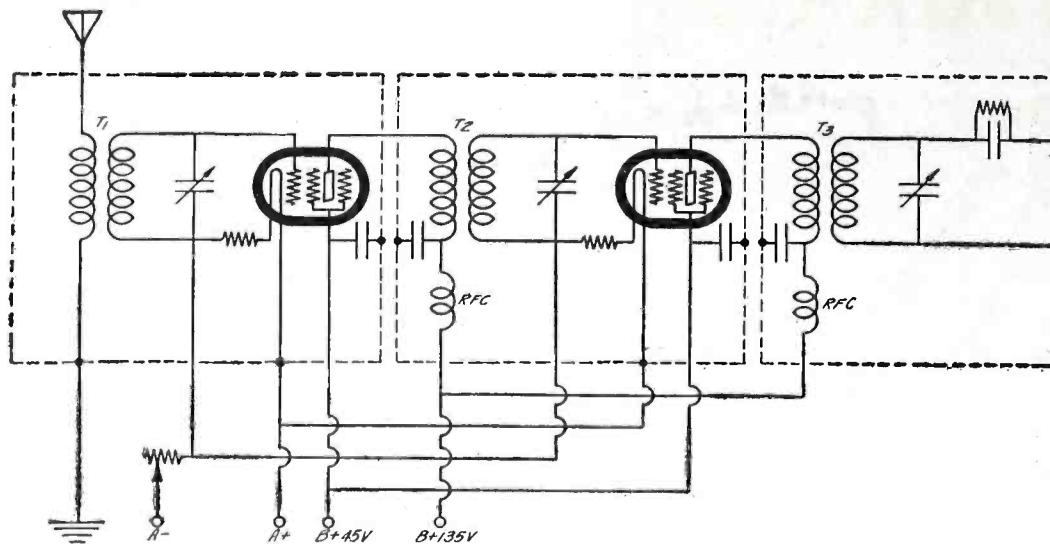 T1
T2
T3
RFC
RFC
A-
A+
B+45V
B+135V